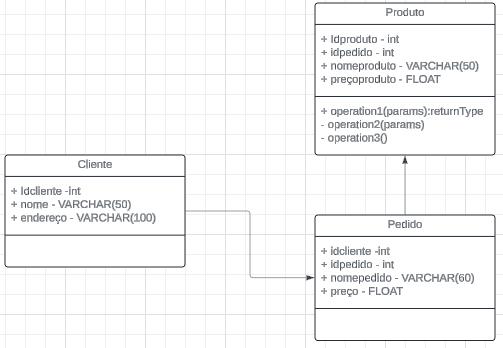 Produto
+ Idproduto - int
+ idpedido - int
+ nomeproduto - VARCHAR(50)
+ preçoproduto - FLOAT
+ operation1(params):returnType
- operation2(params)
- operation3()
Cliente
+ Idcliente -int
+ nome - VARCHAR(50)
+ endereço - VARCHAR(100)
Pedido
+ idcliente -int
+ idpedido - int
+ nomepedido - VARCHAR(60)
+ preço - FLOAT